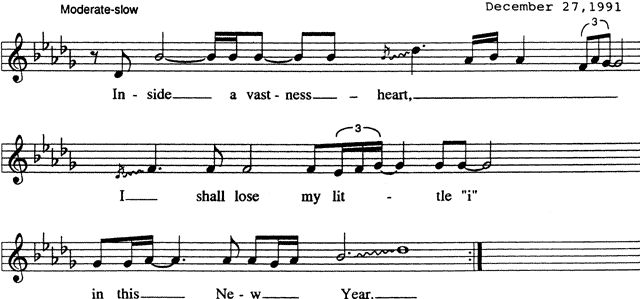 Moderate-slow December 27,1991
3
In - side a vast - ness - heart,
3
I shall lose my lit - tle "i"
in this Ne - w Year.